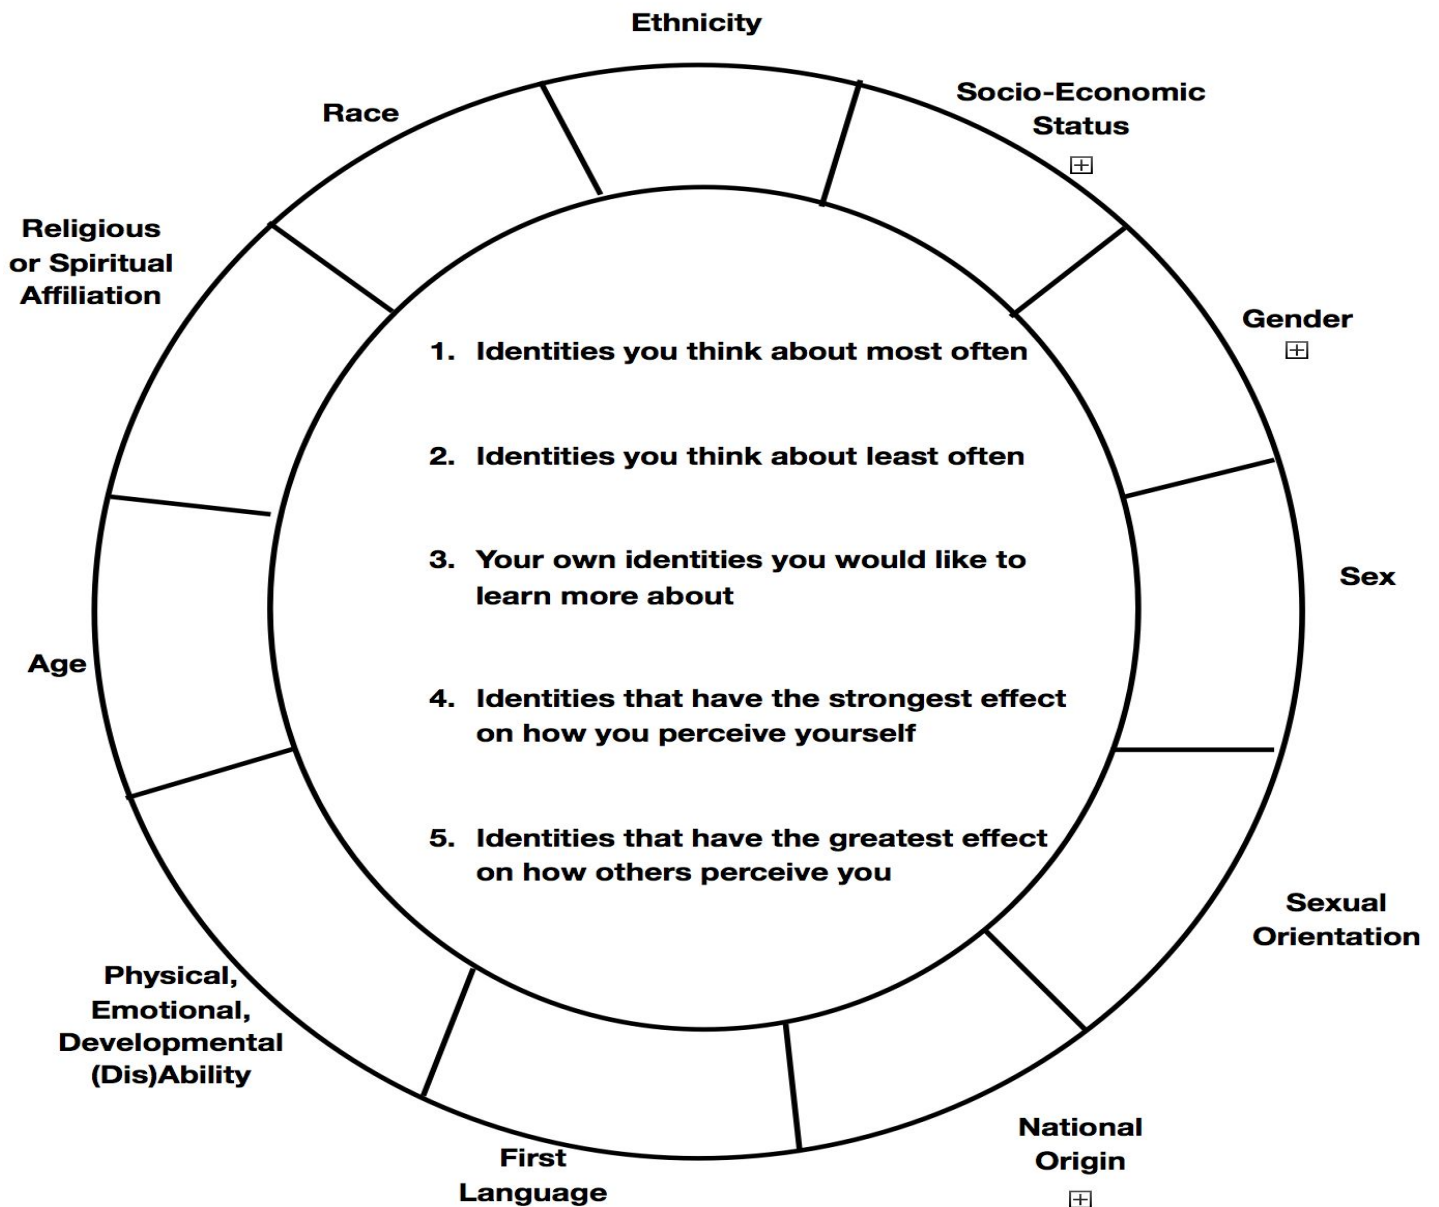 Ethnicity
Socio-Economic
Status
Race
Religious
or Spiritual
Affiliation
Gender
1. Identities you think about most often
2. Identities you think about least often
3. Your own identities you would like to
learn more about
Sex
Age
4. Identities that have the strongest effect
on how you perceive yourself
5. Identities that have the greatest effect
on how others perceive you
Sexual
Orientation
Physical,
Emotional,
Developmental
(Dis)Ability
National
Origin
First
Language